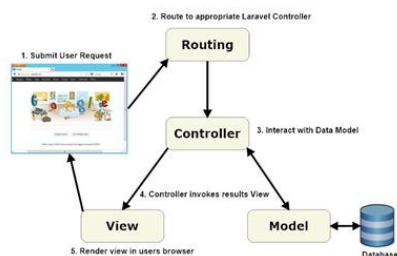 2. Route to appropriate Laravel Controller
1. Submit User Request
Routing
Controller
3. Interact with Data Model
4. Controller invokes results View
View
Model
5. Render view in users browser
Database